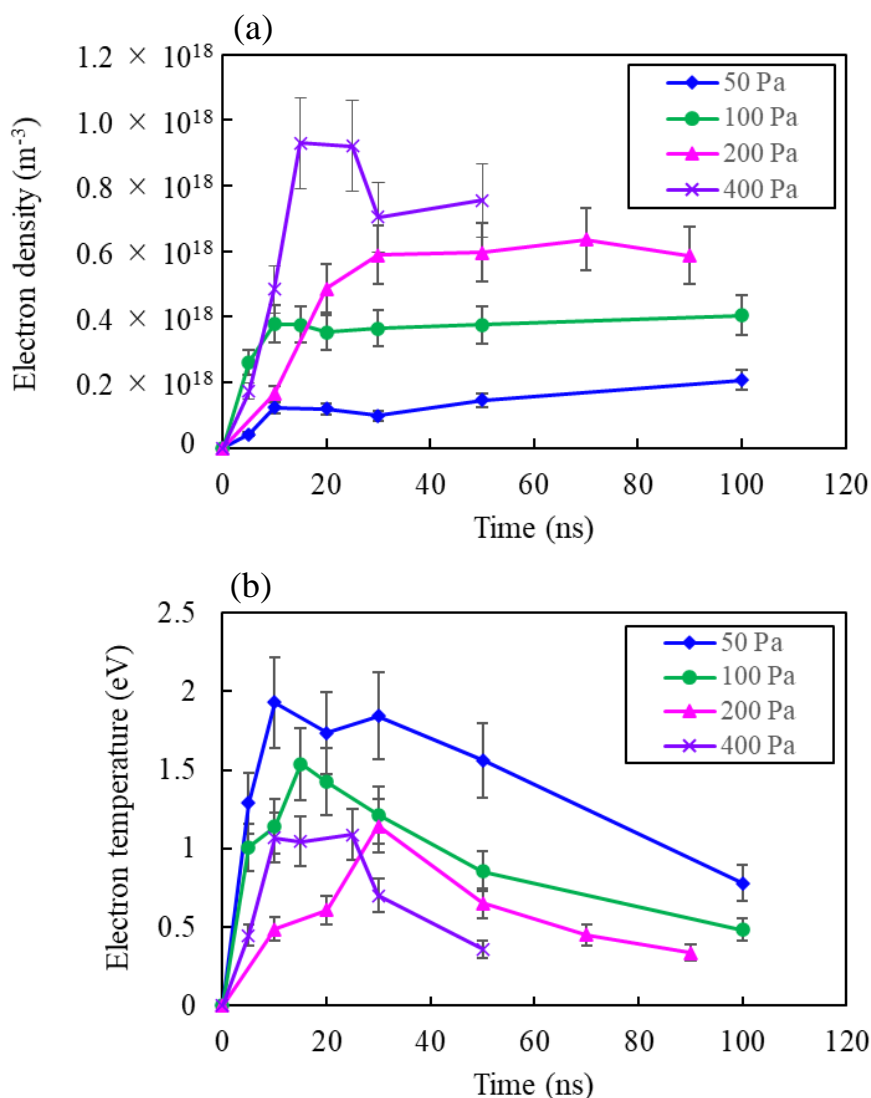 (a)
Electron density (m⁻³)
1.2 × 10¹⁸
1.0 × 10¹⁸
0.8 × 10¹⁸
0.6 × 10¹⁸
0.4 × 10¹⁸
0.2 × 10¹⁸
0
50 Pa
100 Pa
200 Pa
400 Pa
0 20 40 60 80 100 120
Time (ns)
(b)
Electron temperature (eV)
2.5
2
1.5
1
0.5
0
50 Pa
100 Pa
200 Pa
400 Pa
0 20 40 60 80 100 120
Time (ns)